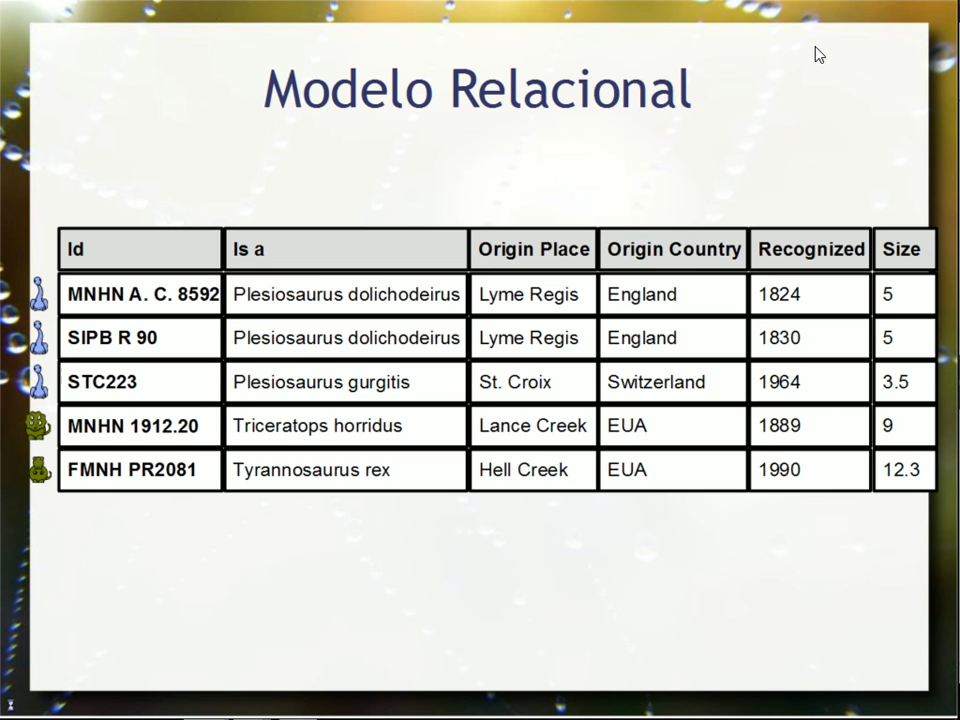 Modelo Relacional
Id Is a Origin Place Origin Country Recognized Size
MNHN A. C. 8592 Plesiosaurus dolichodeirus Lyme Regis England 1824 5
SIPB R 90 Plesiosaurus dolichodeirus Lyme Regis England 1830 5
STC223 Plesiosaurus gurgitis St. Croix Switzerland 1964 3.5
MNHN 1912.20 Triceratops horridus Lance Creek EUA 1889 9
FMNH PR2081 Tyrannosaurus rex Hell Creek EUA 1990 12.3